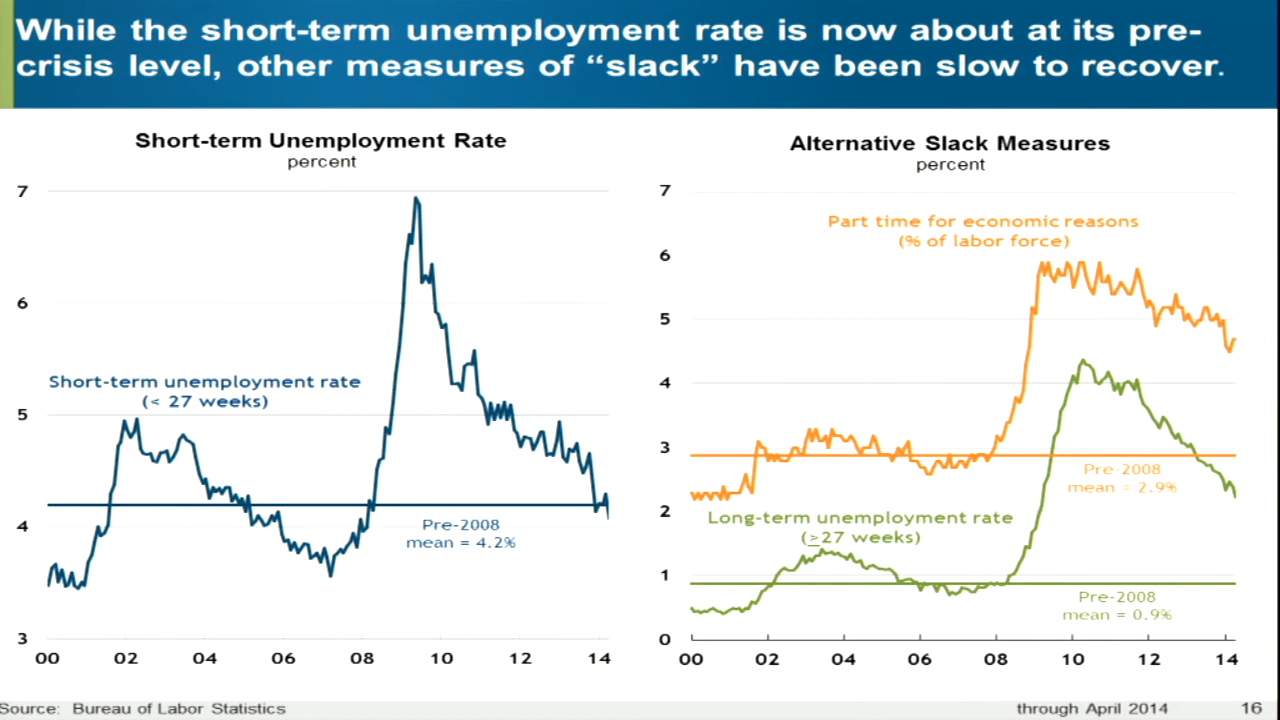 While the short-term unemployment rate is now about at its pre-
crisis level, other measures of “slack” have been slow to recover.
Short-term Unemployment Rate
percent
7
6
5
4
3
Short-term unemployment rate
(< 27 weeks)
Pre-2008
mean = 4.2%
00 02 04 06 08 10 12 14
Alternative Slack Measures
percent
7
6
5
4
3
2
1
0
Part time for economic reasons
(% of labor force)
Pre-2008
mean = 2.9%
Long-term unemployment rate
(≥27 weeks)
Pre-2008
mean = 0.9%
00 02 04 06 08 10 12 14
Source: Bureau of Labor Statistics
through April 2014
16